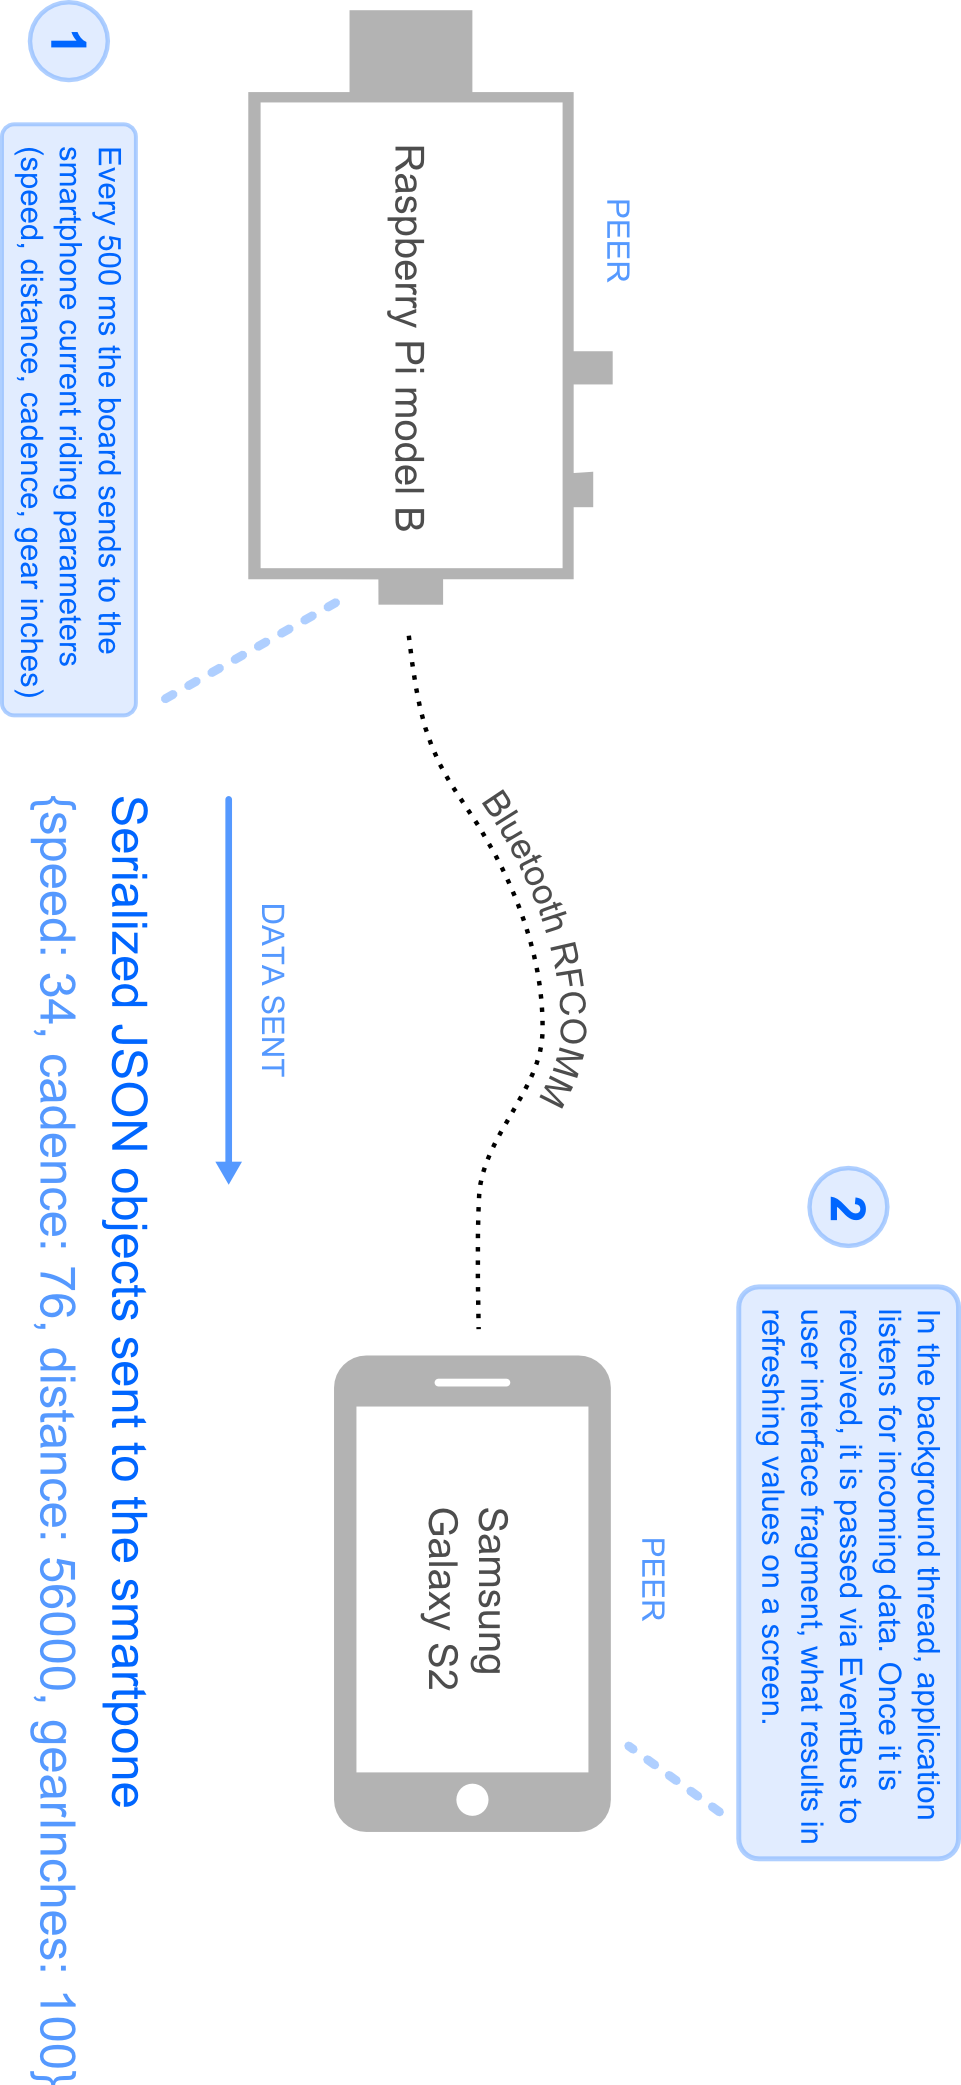 2
In the background thread, application
listens for incoming data. Once it is
received, it is passed via EventBus to
user interface fragment, what results in
refreshing values on a screen.
PEER
PEER
Raspberry Pi model B
Bluetooth RFCOMM
Samsung
Galaxy S2
DATA SENT
1
Every 500 ms the board sends to the
smartphone current riding parameters
(speed, distance, cadence, gear inches)
Serialized JSON objects sent to the smartpone
{speed: 34, cadence: 76, distance: 56000, gearInches: 100}